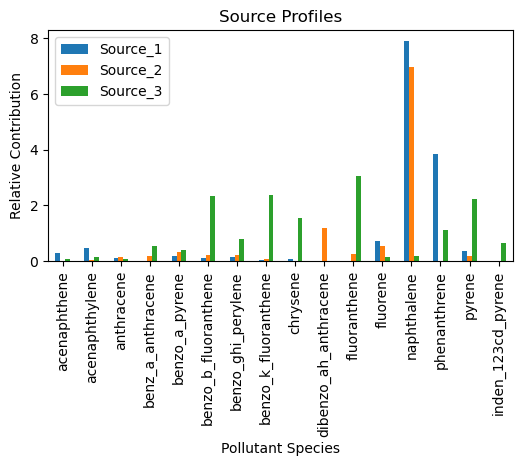 Source Profiles
Relative Contribution
8
6
4
2
0
Source_1
Source_2
Source_3
acenaphthene
acenaphthylene
anthracene
benz_a_anthracene
benzo_a_pyrene
benzo_b_fluoranthene
benzo_ghi_perylene
benzo_k_fluoranthene
chrysene
dibenzo_ah_anthracene
fluoranthene
fluorene
naphthalene
phenanthrene
pyrene
inden_123cd_pyrene
Pollutant Species